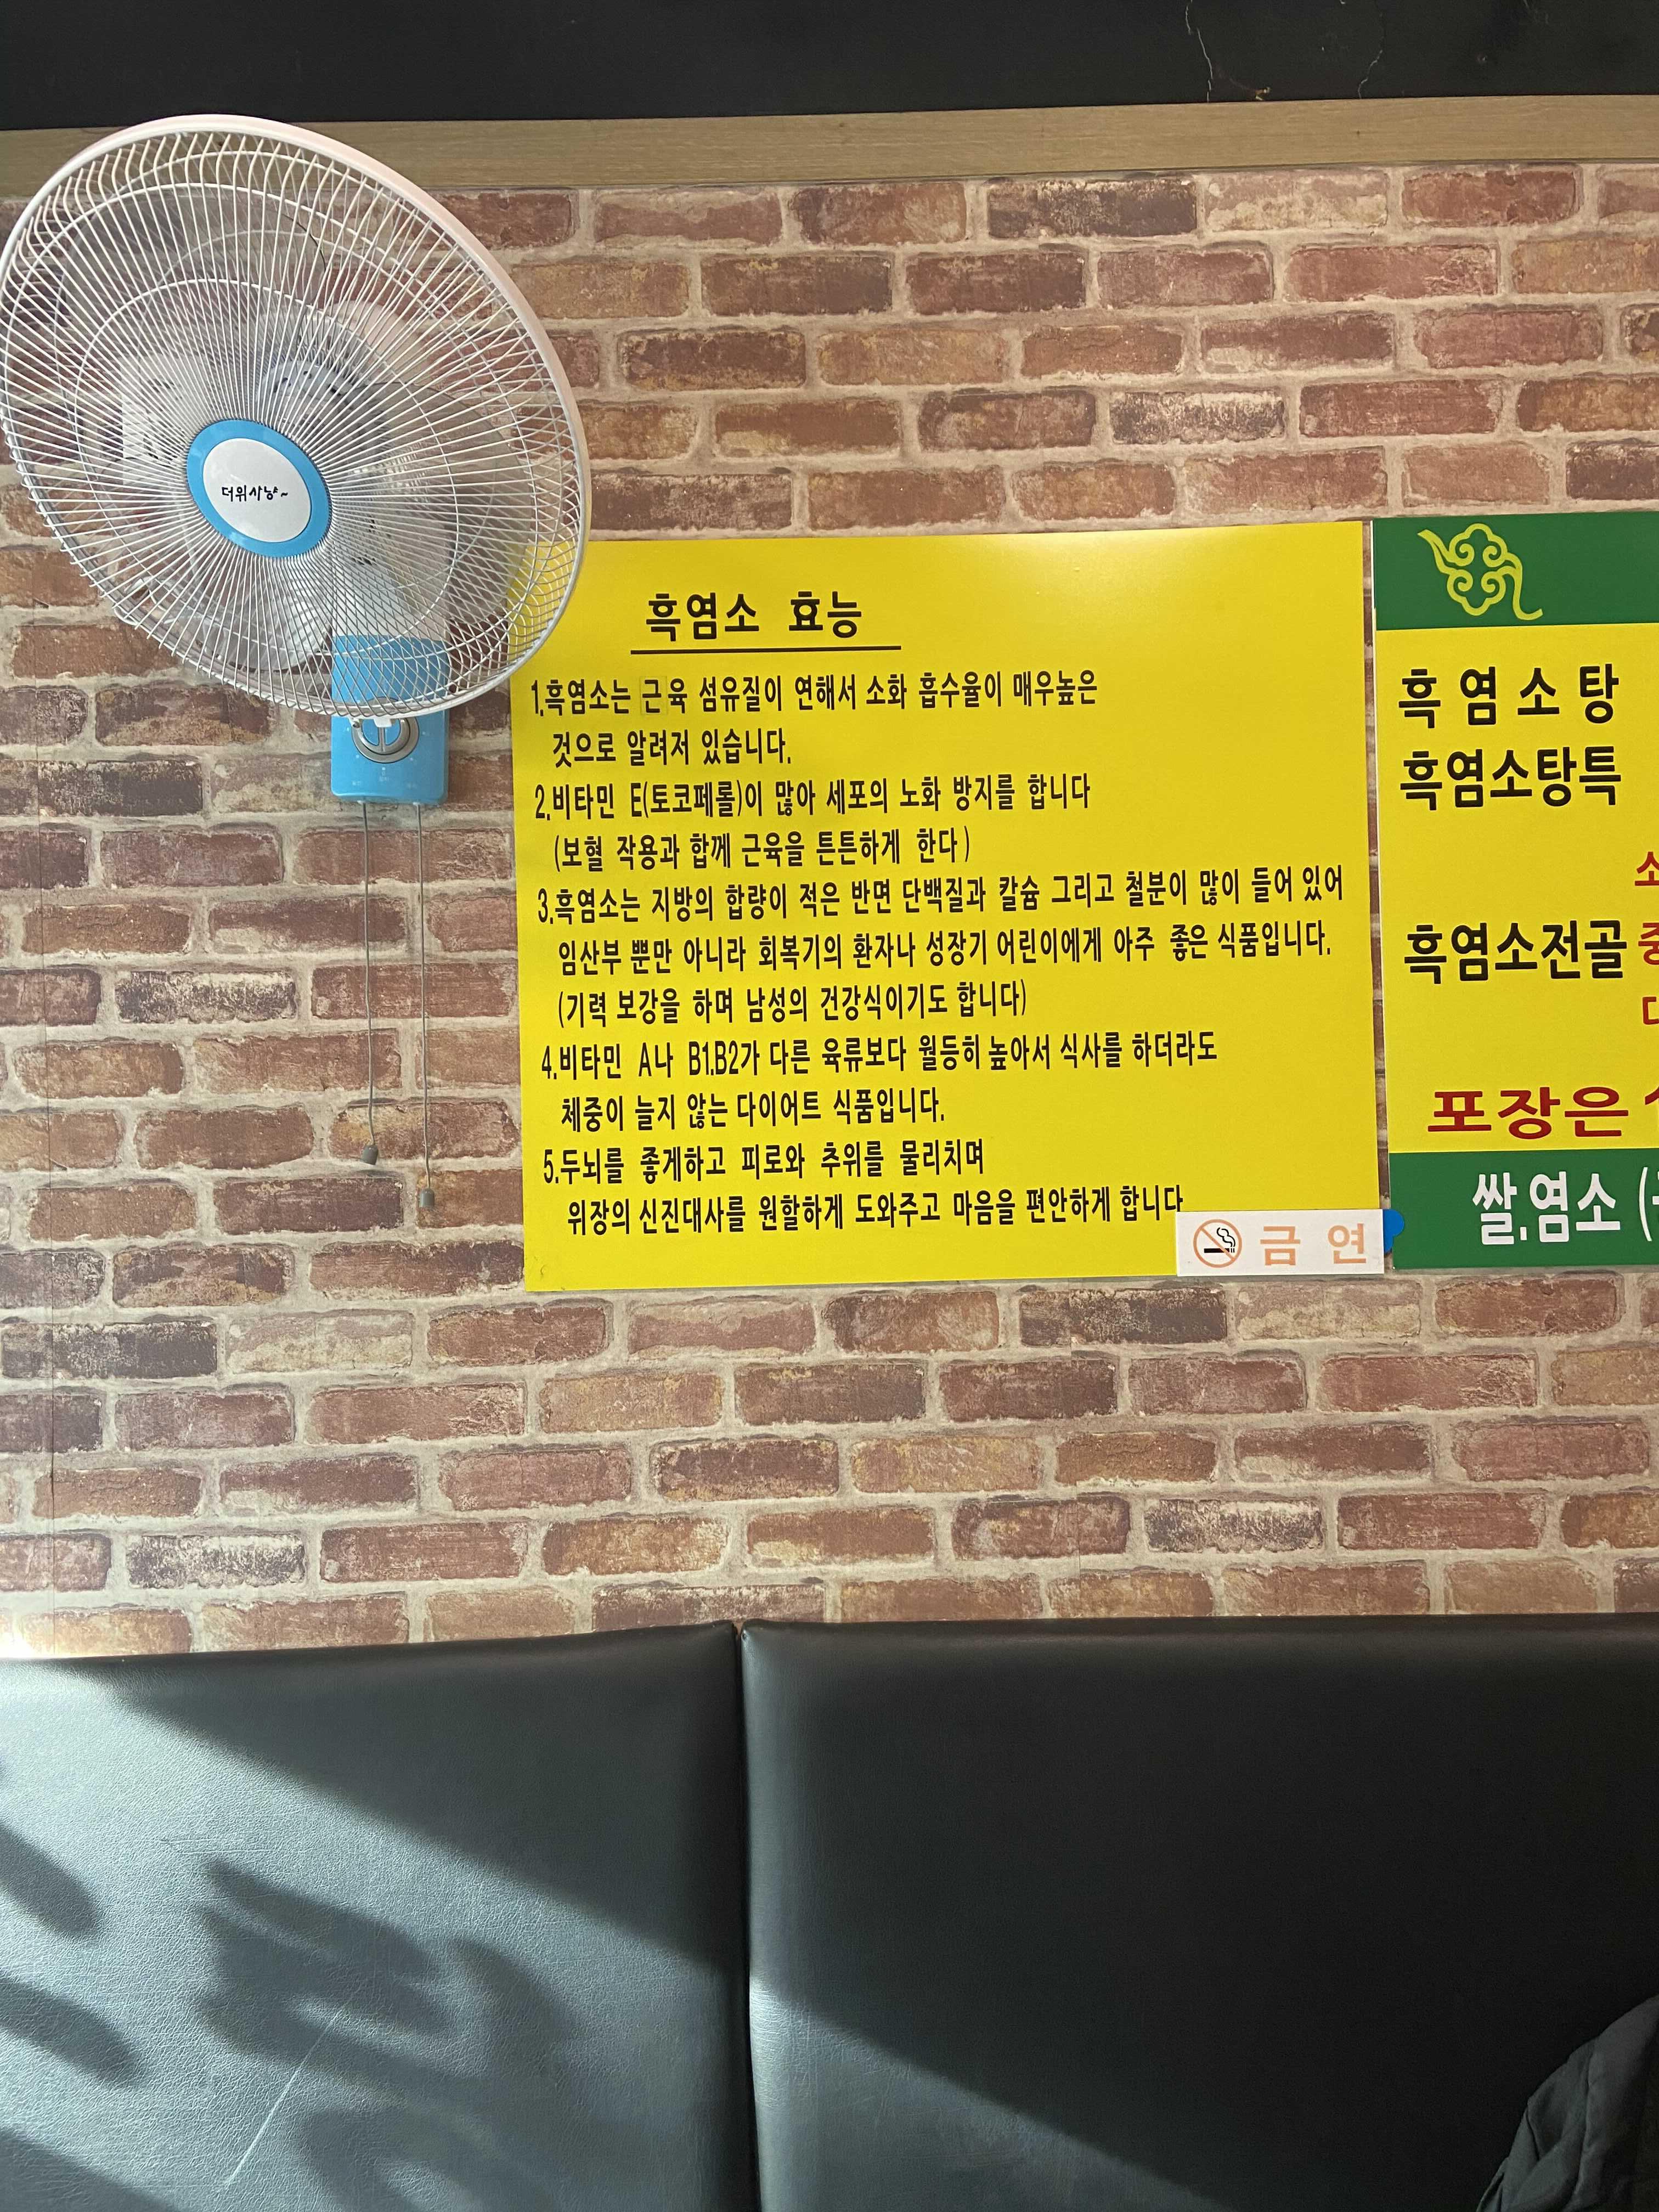 더위사냥~
흑염소 효능
1.흑염소는 근육 섬유질이 연해서 소화 흡수율이 매우높은
것으로 알려저 있습니다.
2.비타민 E(토코페롤)이 많아 세포의 노화 방지를 합니다
(보혈 작용과 합께 근육을 튼튼하게 한다)
3.흑염소는 지방의 합량이 적은 반면 단백질과 칼슘 그리고 철분이 많이 들어 있어
임산부 뿐만 아니라 회복기의 환자나 성장기 어린이에게 아주 좋은 식품입니다.
(기력 보강을 하며 남성의 건강식이기도 합니다)
4.비타민 A나 B1.B2가 다른 육류보다 월등히 높아서 식사를 하더라도
체중이 늘지 않는 다이어트 식품입니다.
5.두뇌를 좋게하고 피로와 추위를 물리치며
위장의 신진대사를 원할하게 도와주고 마음을 편안하게 합니다
금연
흑염소탕
흑염소탕특
흑염소전골
포장은
쌀.염소